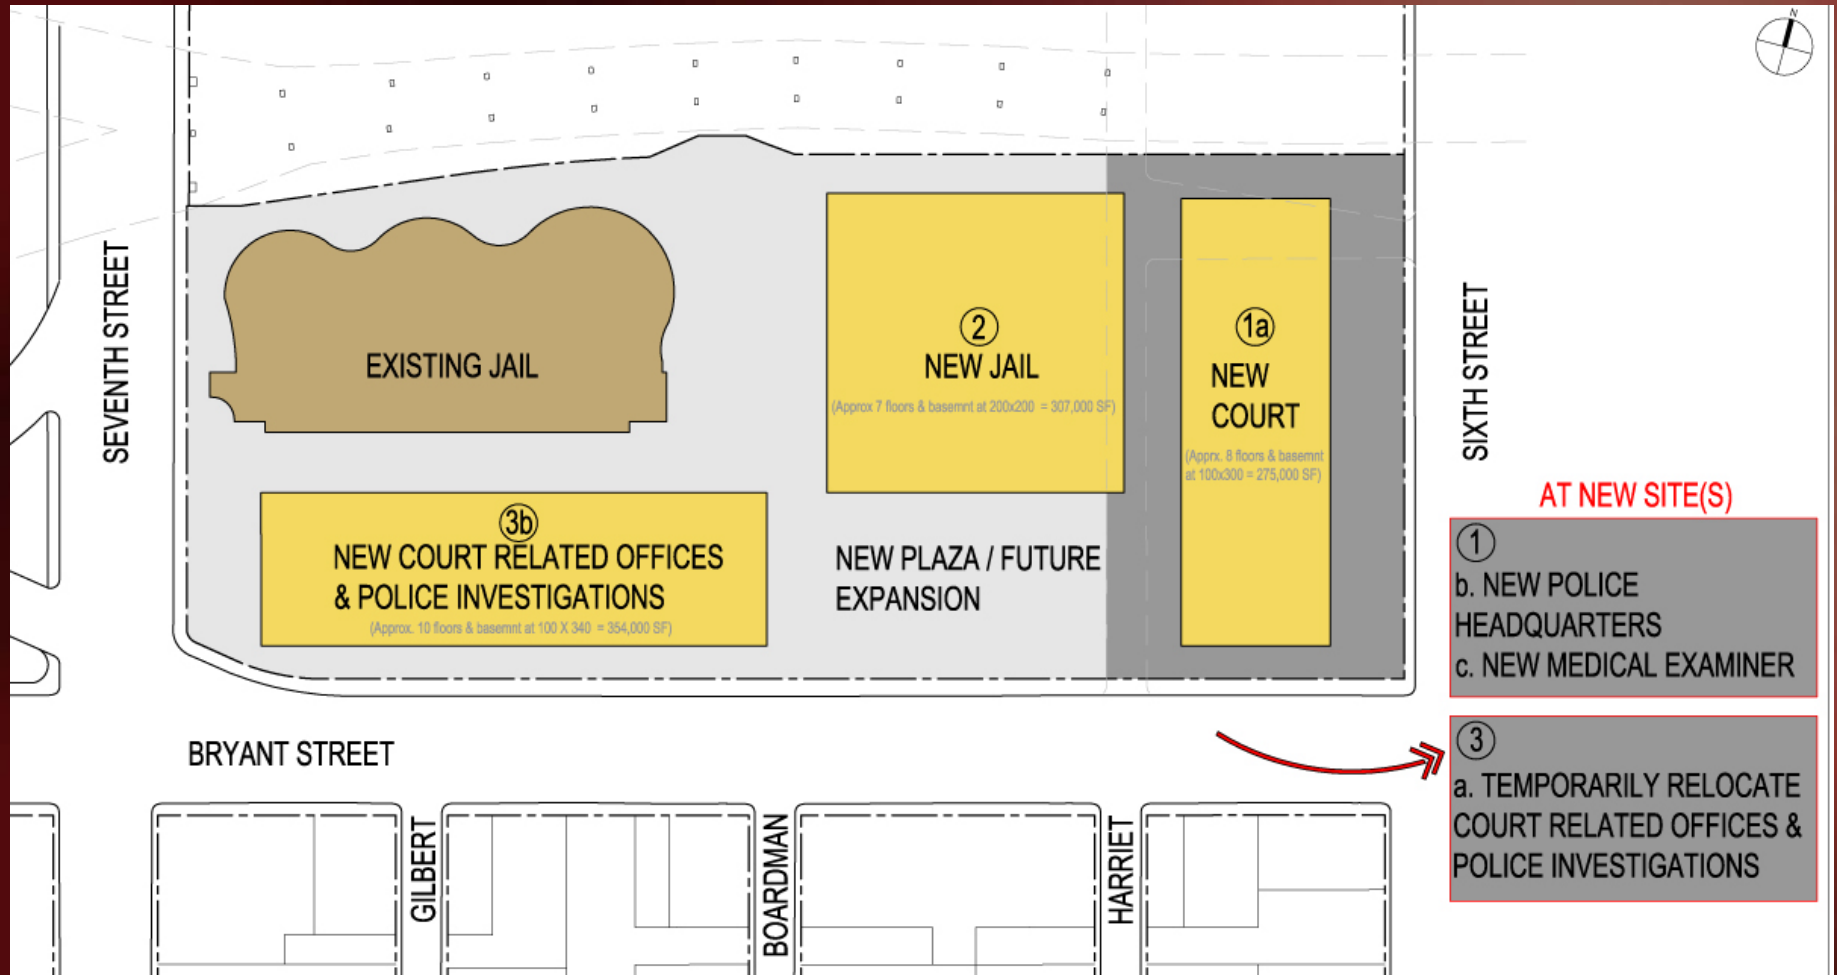 N
SEVENTH STREET
EXISTING JAIL
2
NEW JAIL
(Approx 7 floors & basemnt at 200x200 = 307,000 SF)
1a
NEW
COURT
(Apprx. 8 floors & basemnt
at 100x300 = 275,000 SF)
SIXTH STREET
3b
NEW COURT RELATED OFFICES
& POLICE INVESTIGATIONS
(Approx. 10 floors & basemnt at 100 X 340 = 354,000 SF)
NEW PLAZA / FUTURE
EXPANSION
AT NEW SITE(S)
1
b. NEW POLICE
HEADQUARTERS
c. NEW MEDICAL EXAMINER
3
a. TEMPORARILY RELOCATE
COURT RELATED OFFICES &
POLICE INVESTIGATIONS
BRYANT STREET
GILBERT
BOARDMAN
HARRIET